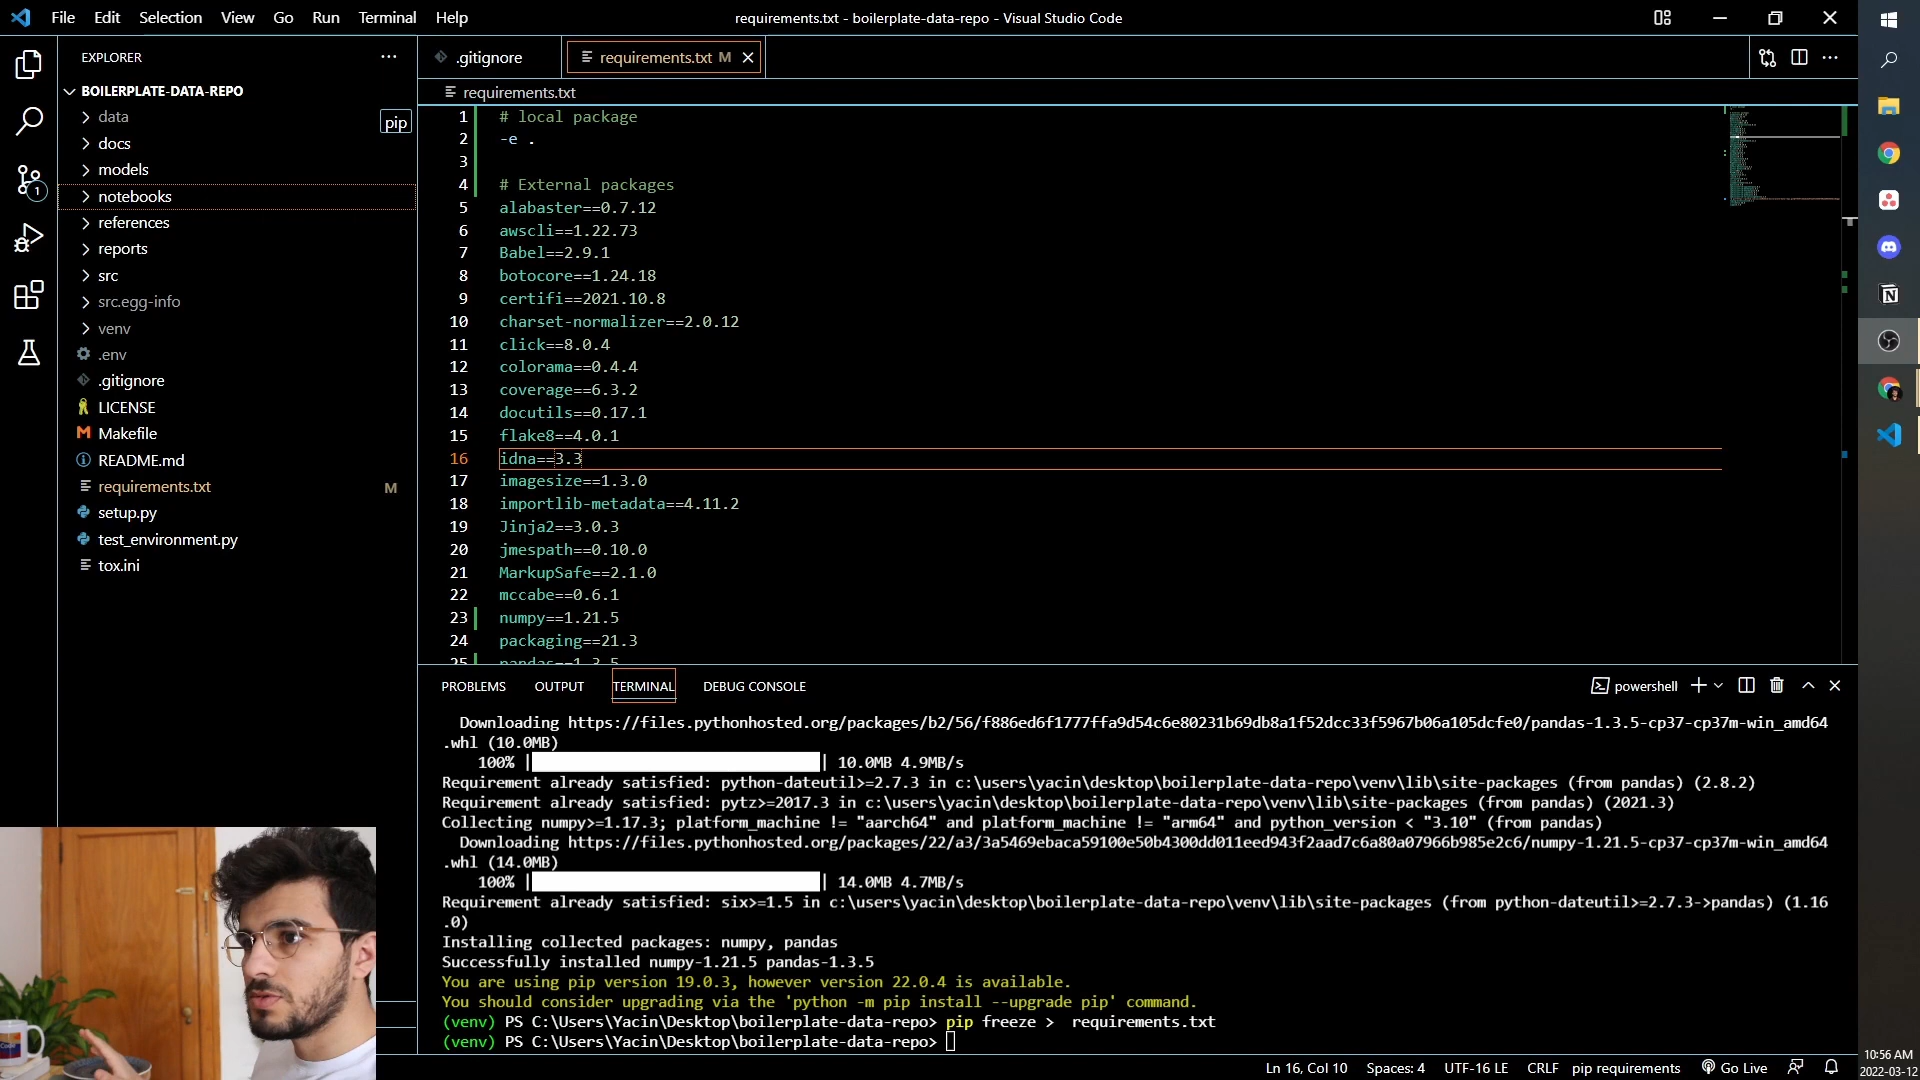 File Edit Selection View Go Run Terminal Help
requirements.txt - boilerplate-data-repo - Visual Studio Code
EXPLORER
BOILERPLATE-DATA-REPO
data
pip
docs
models
notebooks
references
reports
src
src.egg-info
venv
.env
.gitignore
LICENSE
Makefile
README.md
requirements.txt M
setup.py
test_environment.py
tox.ini
1
.gitignore
requirements.txt M
requirements.txt
1 # local package
2 -e .
3
4 # External packages
5 alabaster==0.7.12
6 awscli==1.22.73
7 Babel==2.9.1
8 botocore==1.24.18
9 certifi==2021.10.8
10 charset-normalizer==2.0.12
11 click==8.0.4
12 colorama==0.4.4
13 coverage==6.3.2
14 docutils==0.17.1
15 flake8==4.0.1
16 idna==3.3
17 imagesize==1.3.0
18 importlib-metadata==4.11.2
19 Jinja2==3.0.3
20 jmespath==0.10.0
21 MarkupSafe==2.1.0
22 mccabe==0.6.1
23 numpy==1.21.5
24 packaging==21.3
25 pandas==1.3.5
PROBLEMS OUTPUT TERMINAL DEBUG CONSOLE
powershell
Downloading https://files.pythonhosted.org/packages/b2/56/f886ed6f1777ffa9d54c6e80231b69db8a1f52dcc33f5967b06a105dcfe0/pandas-1.3.5-cp37-cp37m-win_amd64
.whl (10.0MB)
100% | | 10.0MB 4.9MB/s
Requirement already satisfied: python-dateutil>=2.7.3 in c:\users\yacin\desktop\boilerplate-data-repo\venv\lib\site-packages (from pandas) (2.8.2)
Requirement already satisfied: pytz>=2017.3 in c:\users\yacin\desktop\boilerplate-data-repo\venv\lib\site-packages (from pandas) (2021.3)
Collecting numpy>=1.17.3; platform_machine != "aarch64" and platform_machine != "arm64" and python_version < "3.10" (from pandas)
Downloading https://files.pythonhosted.org/packages/22/a3/3a5469ebaca59100e50b4300dd011eed943f2aad7c6a80a07966b985e2c6/numpy-1.21.5-cp37-cp37m-win_amd64
.whl (14.0MB)
100% | | 14.0MB 4.7MB/s
Requirement already satisfied: six>=1.5 in c:\users\yacin\desktop\boilerplate-data-repo\venv\lib\site-packages (from python-dateutil>=2.7.3->pandas) (1.16
.0)
Installing collected packages: numpy, pandas
Successfully installed numpy-1.21.5 pandas-1.3.5
You are using pip version 19.0.3, however version 22.0.4 is available.
You should consider upgrading via the 'python -m pip install --upgrade pip' command.
(venv) PS C:\Users\Yacin\Desktop\boilerplate-data-repo> pip freeze > requirements.txt
(venv) PS C:\Users\Yacin\Desktop\boilerplate-data-repo>
Ln 16, Col 10 Spaces: 4 UTF-16 LE CRLF pip requirements Go Live
10:56 AM
2022-03-12